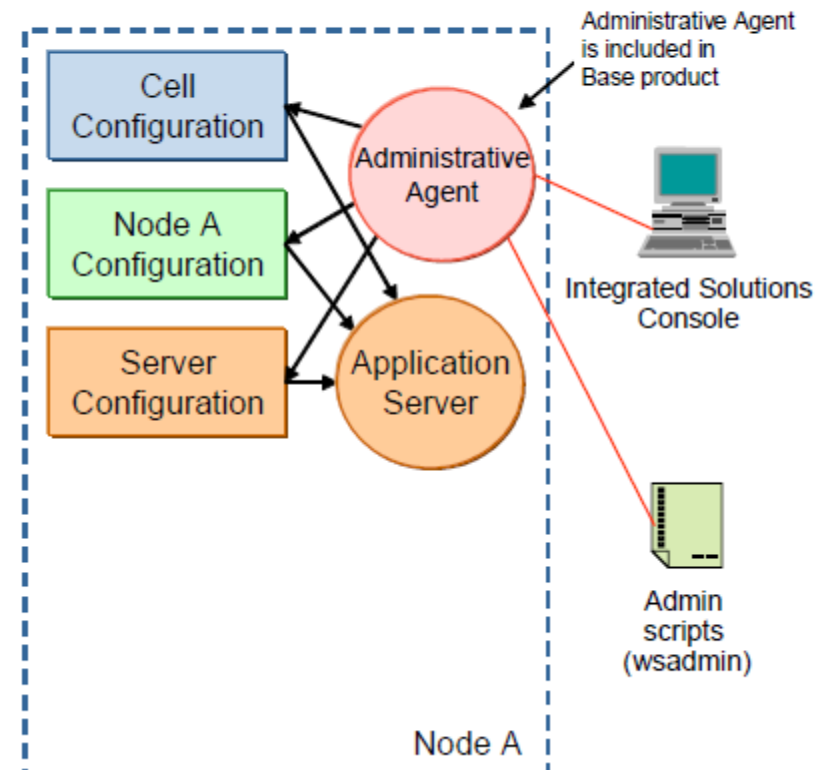 Administrative Agent
is included in
Base product
Cell
Configuration
Administrative
Agent
Node A
Configuration
Integrated Solutions
Console
Server
Configuration
Application
Server
Admin
scripts
(wsadmin)
Node A